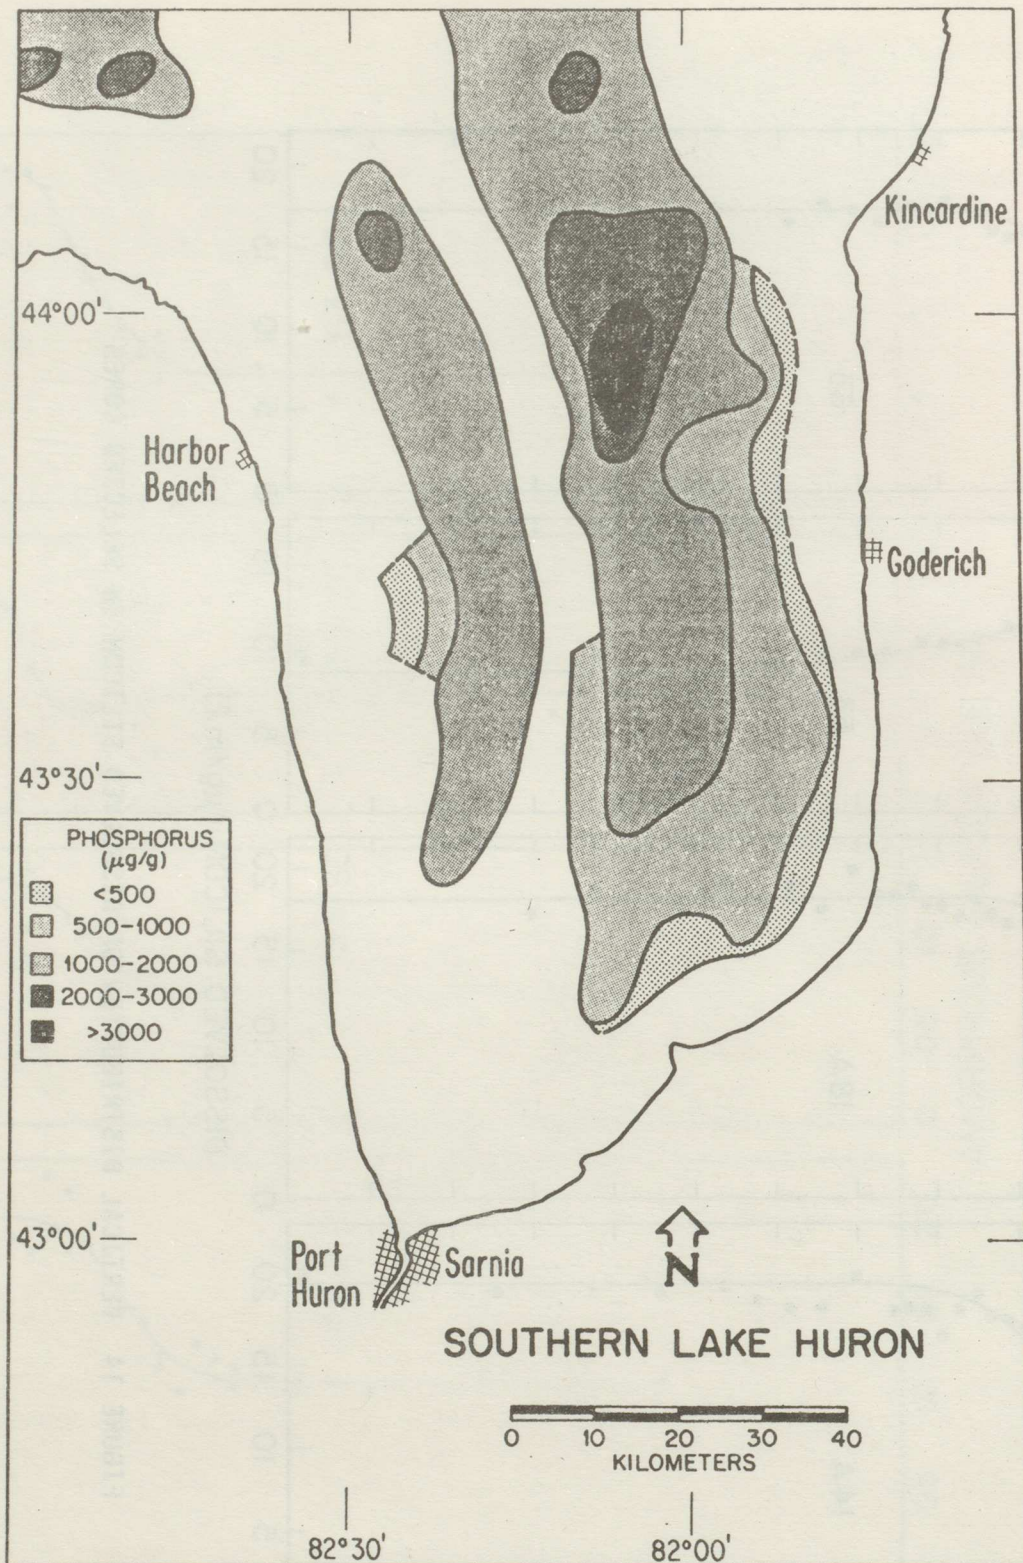 Kincardine
44°00'
Harbor
Beach
Goderich
43°30'
PHOSPHORUS
(µg/g)
<500
500-1000
1000-2000
2000-3000
>3000
43°00'
Port
Huron
Sarnia
N
SOUTHERN LAKE HURON
0 10 20 30 40
KILOMETERS
82°30' 82°00'